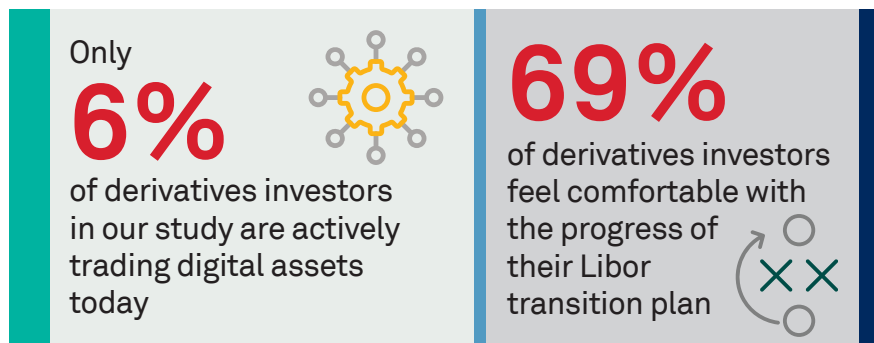 Only
6%
of derivatives investors
in our study are actively
trading digital assets
today
69%
of derivatives investors
feel comfortable with
the progress of
their Libor
transition plan